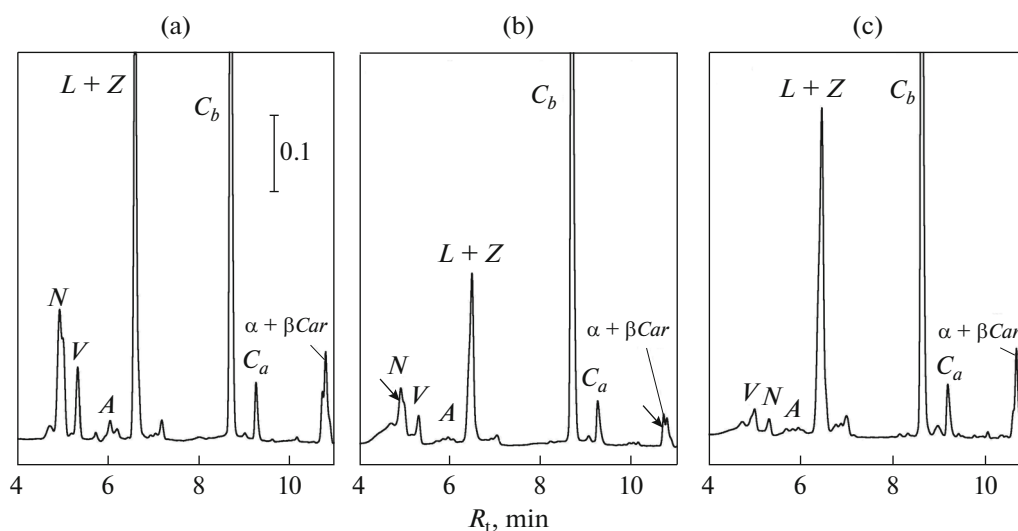 (a)
L + Z
C_b
0.1
N
V
A
C_a
α + βCar
4 6 8 10
(b)
C_b
L + Z
N
V
A
C_a
α + βCar
4 6 8 10
R_t, min
(c)
L + Z
C_b
V N
A
C_a
α + βCar
4 6 8 10